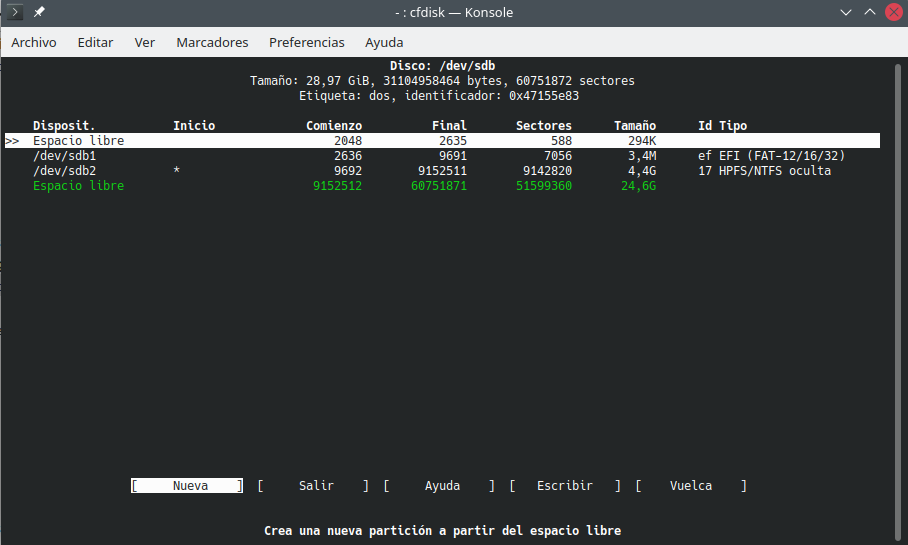 - : cfdisk — Konsole
Archivo Editar Ver Marcadores Preferencias Ayuda
Disco: /dev/sdb
Tamaño: 28,97 GiB, 31104958464 bytes, 60751872 sectores
Etiqueta: dos, identificador: 0x47155e83
Disposit. Inicio Comienzo Final Sectores Tamaño Id Tipo
>> Espacio libre 2048 2635 588 294K
/dev/sdb1 2636 9691 7056 3,4M ef EFI (FAT-12/16/32)
/dev/sdb2 * 9692 9152511 9142820 4,4G 17 HPFS/NTFS oculta
Espacio libre 9152512 60751871 51599360 24,6G
[ Nueva ] [ Salir ] [ Ayuda ] [ Escribir ] [ Vuelca ]
Crea una nueva partición a partir del espacio libre